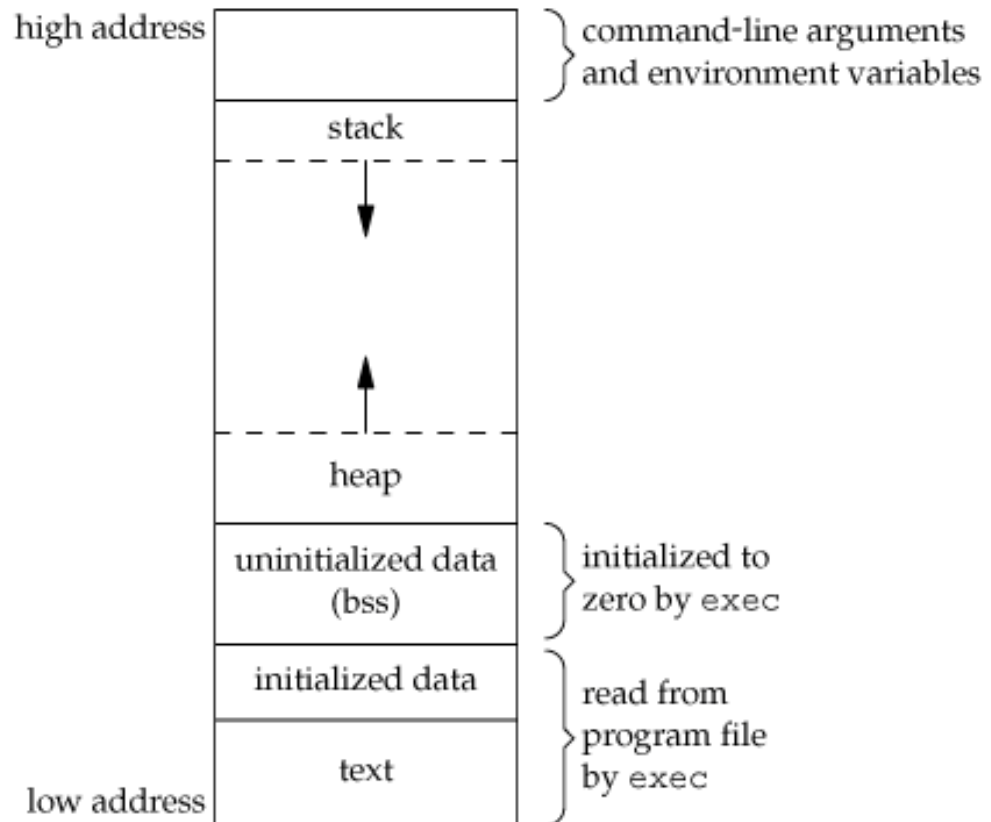 high address
command-line arguments
and environment variables
stack
heap
uninitialized data
(bss)
initialized to
zero by exec
initialized data
read from
program file
by exec
text
low address